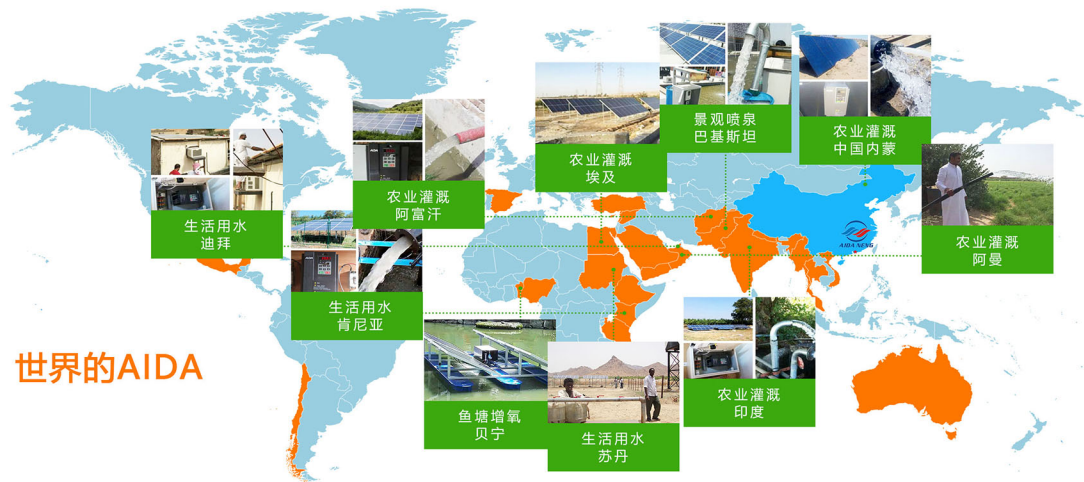 景观喷泉
巴基斯坦
农业灌溉
中国内蒙
农业灌溉
埃及
农业灌溉
阿富汗
生活用水
迪拜
AIDA NENG
农业灌溉
阿曼
生活用水
肯尼亚
世界的AIDA
农业灌溉
印度
鱼塘增氧
贝宁
生活用水
苏丹